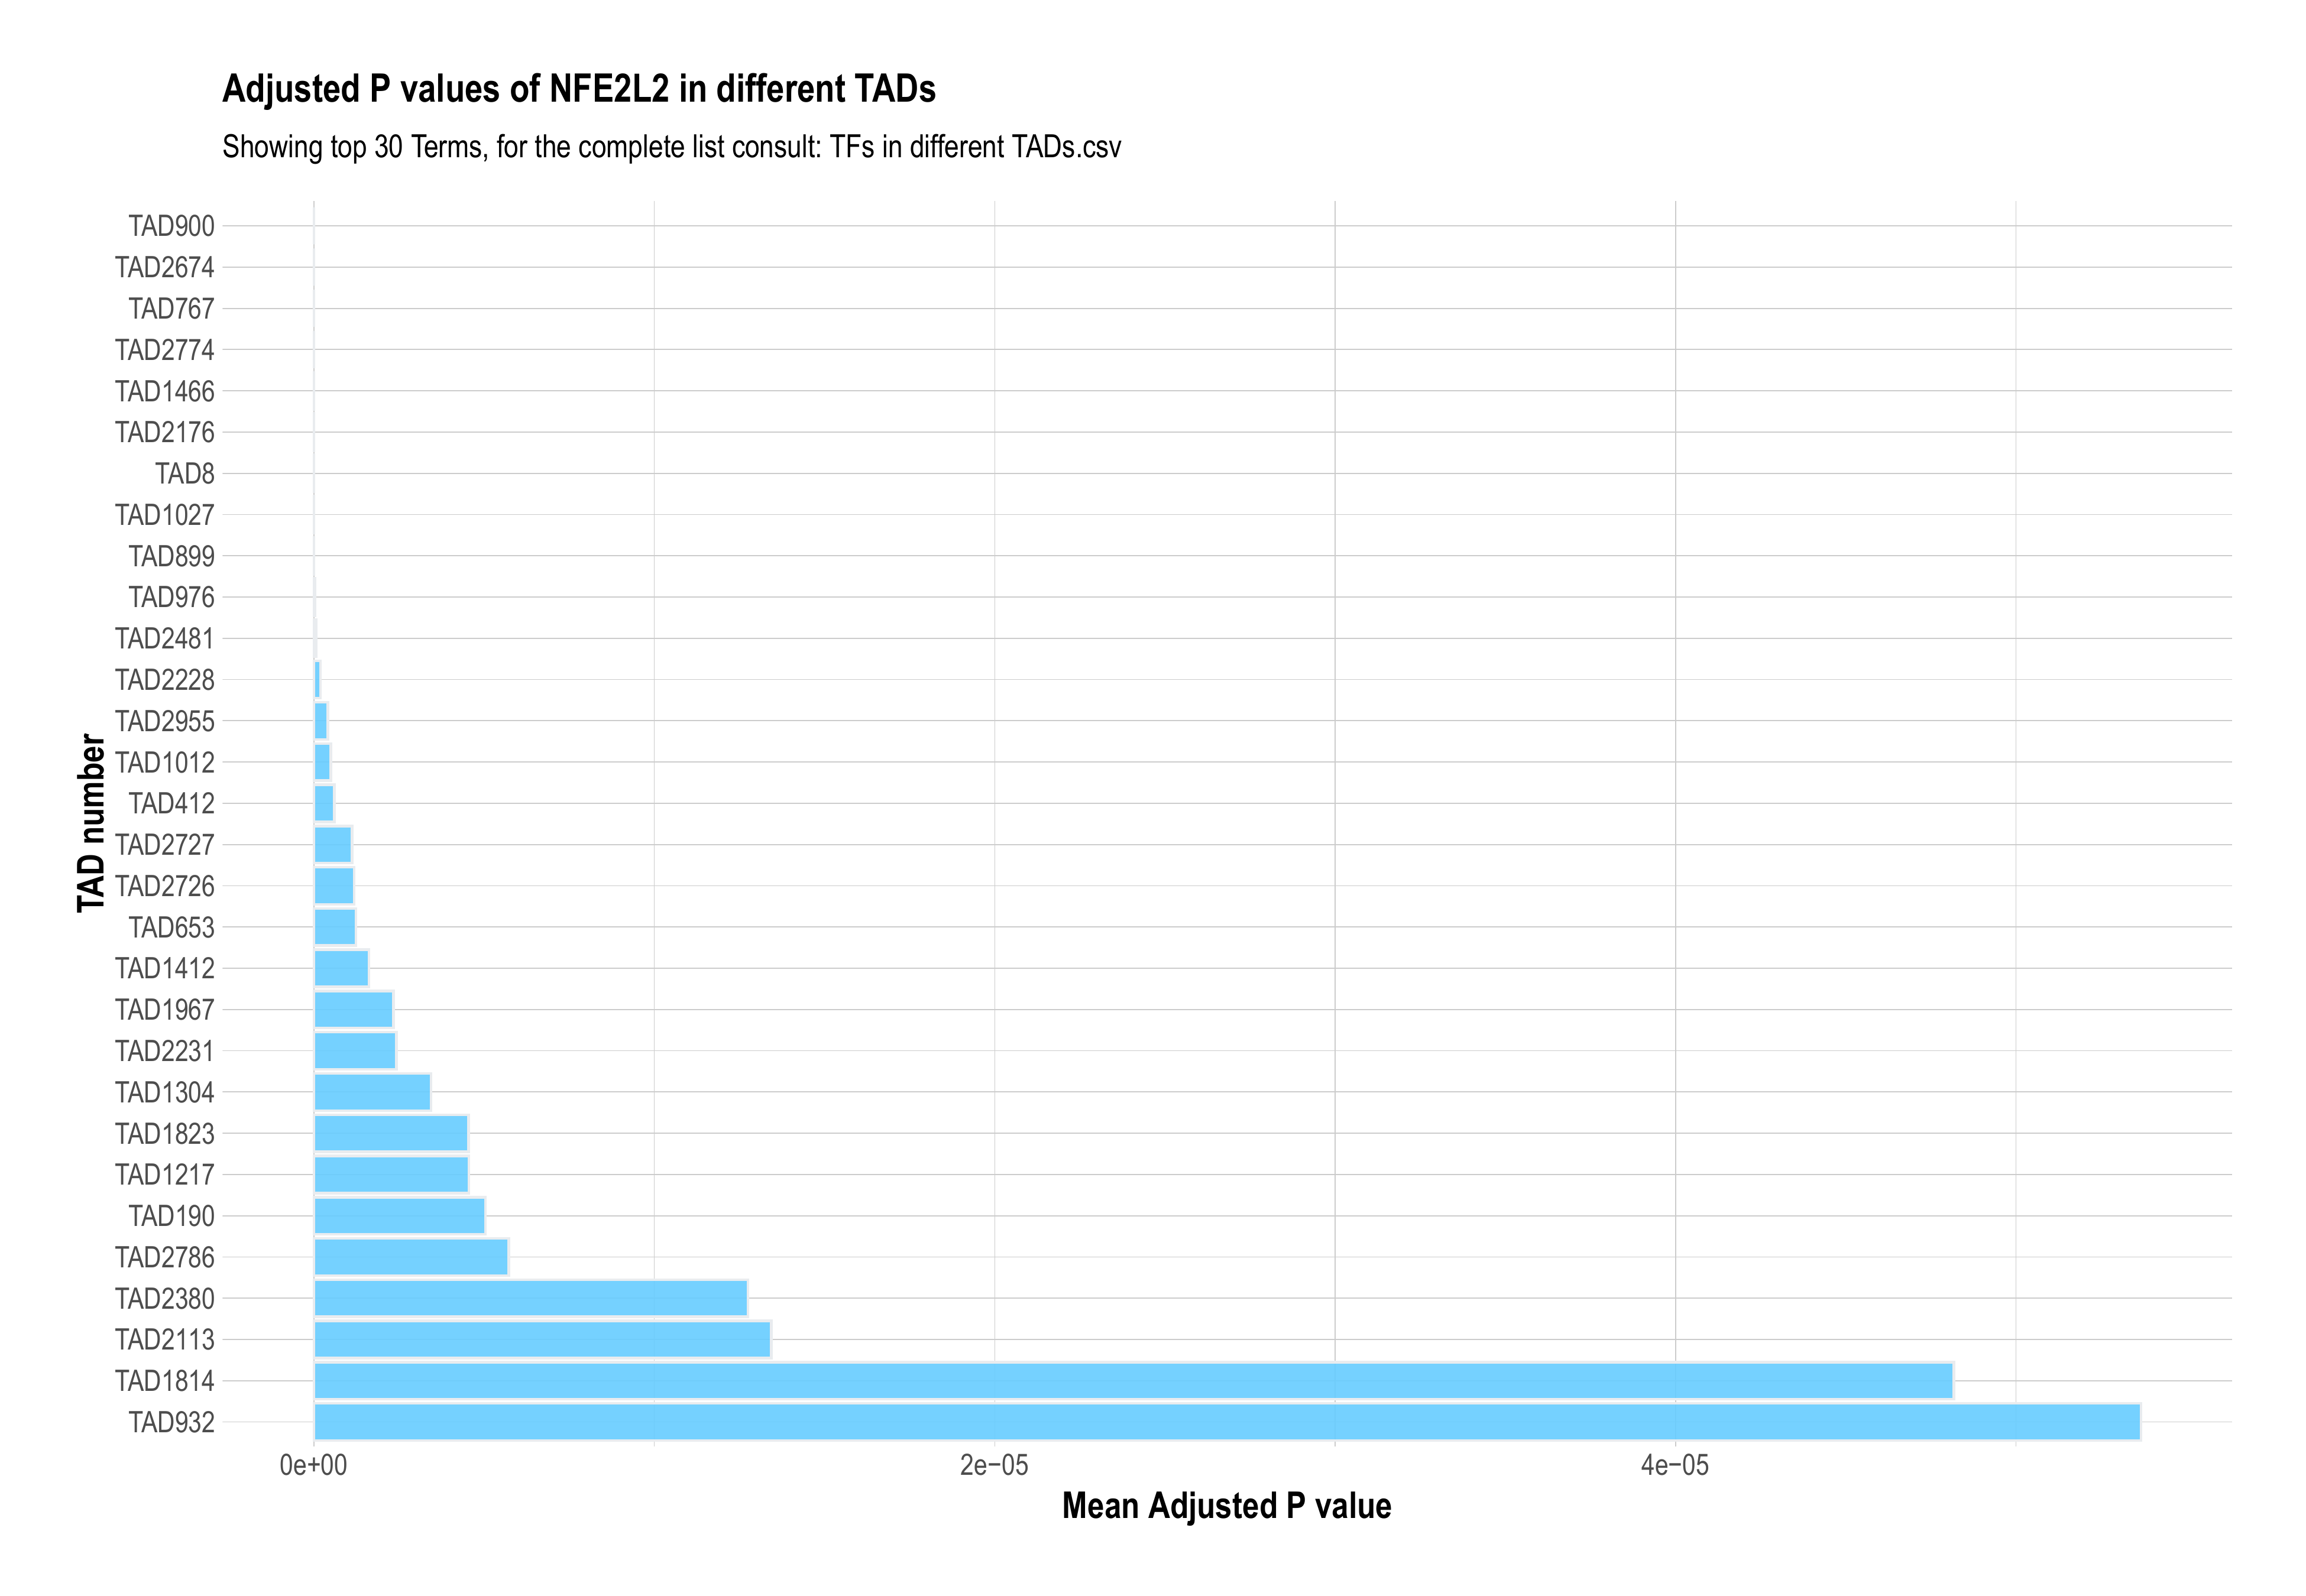 Adjusted P values of NFE2L2 in different TADs
Showing top 30 Terms, for the complete list consult: TFs in different TADs.csv
TAD number
TAD900
TAD2674
TAD767
TAD2774
TAD1466
TAD2176
TAD8
TAD1027
TAD899
TAD976
TAD2481
TAD2228
TAD2955
TAD1012
TAD412
TAD2727
TAD2726
TAD653
TAD1412
TAD1967
TAD2231
TAD1304
TAD1823
TAD1217
TAD190
TAD2786
TAD2380
TAD2113
TAD1814
TAD932
0e+00 2e−05 4e−05
Mean Adjusted P value